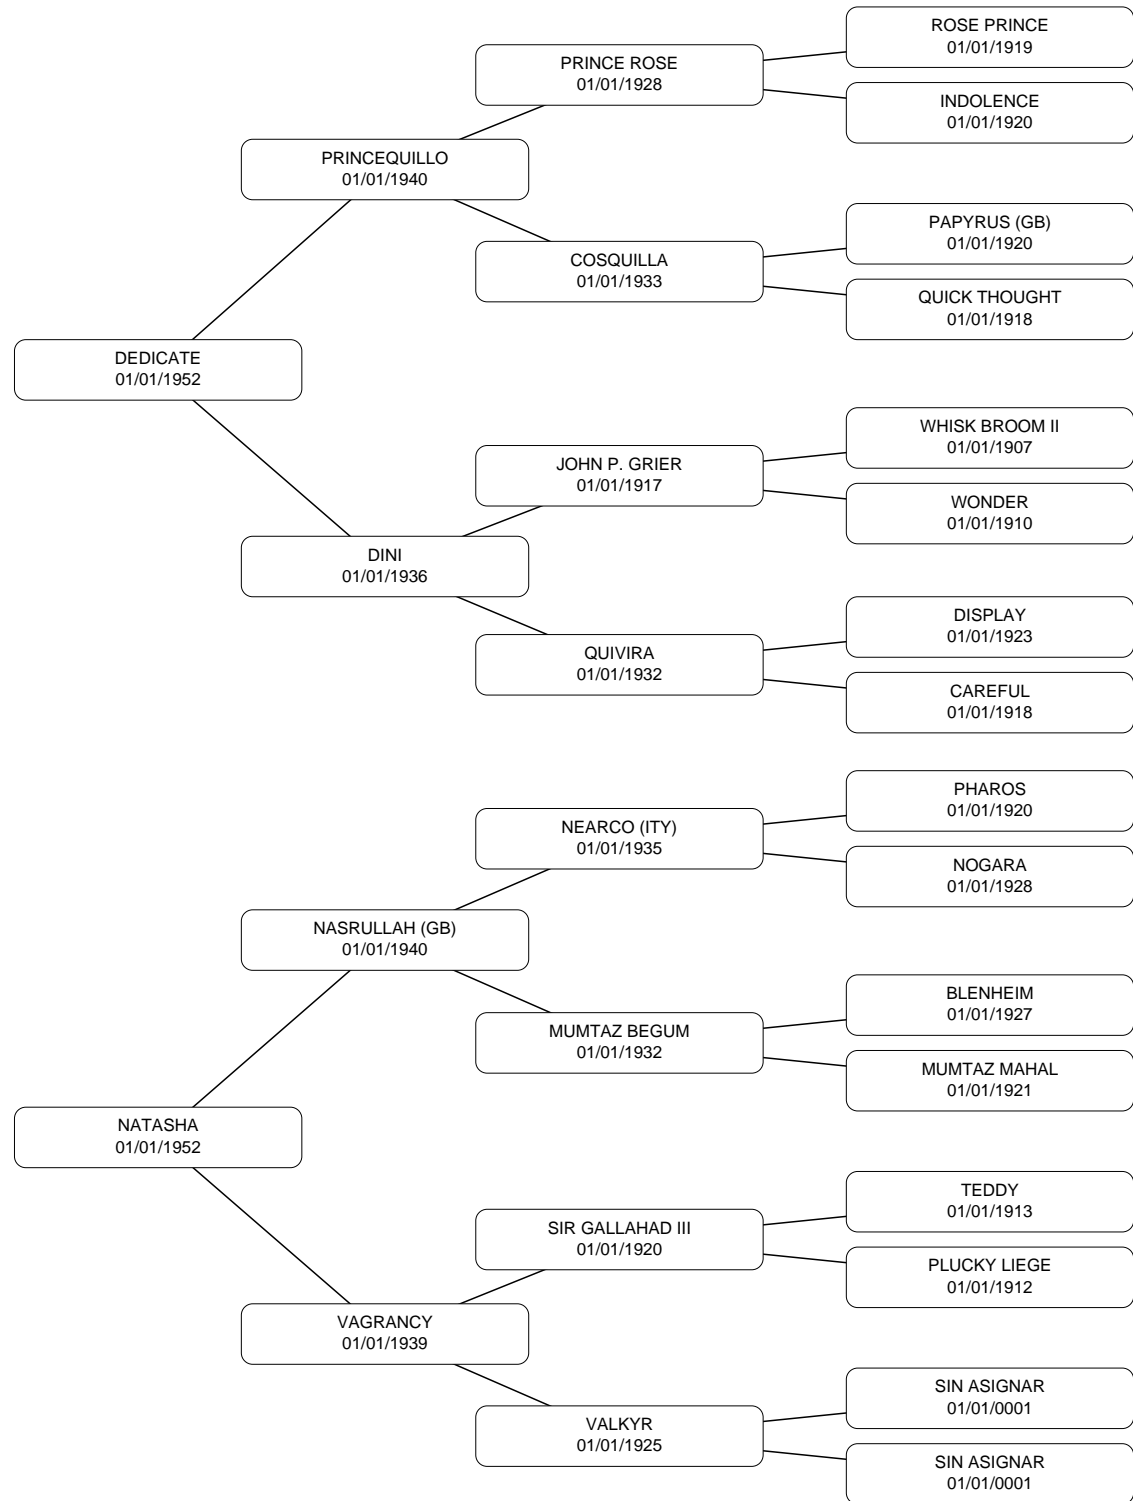 ROSE PRINCE
01/01/1919
PRINCE ROSE
01/01/1928
INDOLENCE
01/01/1920
PRINCEQUILLO
01/01/1940
PAPYRUS (GB)
01/01/1920
COSQUILLA
01/01/1933
QUICK THOUGHT
01/01/1918
DEDICATE
01/01/1952
WHISK BROOM II
01/01/1907
JOHN P. GRIER
01/01/1917
WONDER
01/01/1910
DINI
01/01/1936
DISPLAY
01/01/1923
QUIVIRA
01/01/1932
CAREFUL
01/01/1918
PHAROS
01/01/1920
NEARCO (ITY)
01/01/1935
NOGARA
01/01/1928
NASRULLAH (GB)
01/01/1940
BLENHEIM
01/01/1927
MUMTAZ BEGUM
01/01/1932
MUMTAZ MAHAL
01/01/1921
NATASHA
01/01/1952
TEDDY
01/01/1913
SIR GALLAHAD III
01/01/1920
PLUCKY LIEGE
01/01/1912
VAGRANCY
01/01/1939
SIN ASIGNAR
01/01/0001
VALKYR
01/01/1925
SIN ASIGNAR
01/01/0001